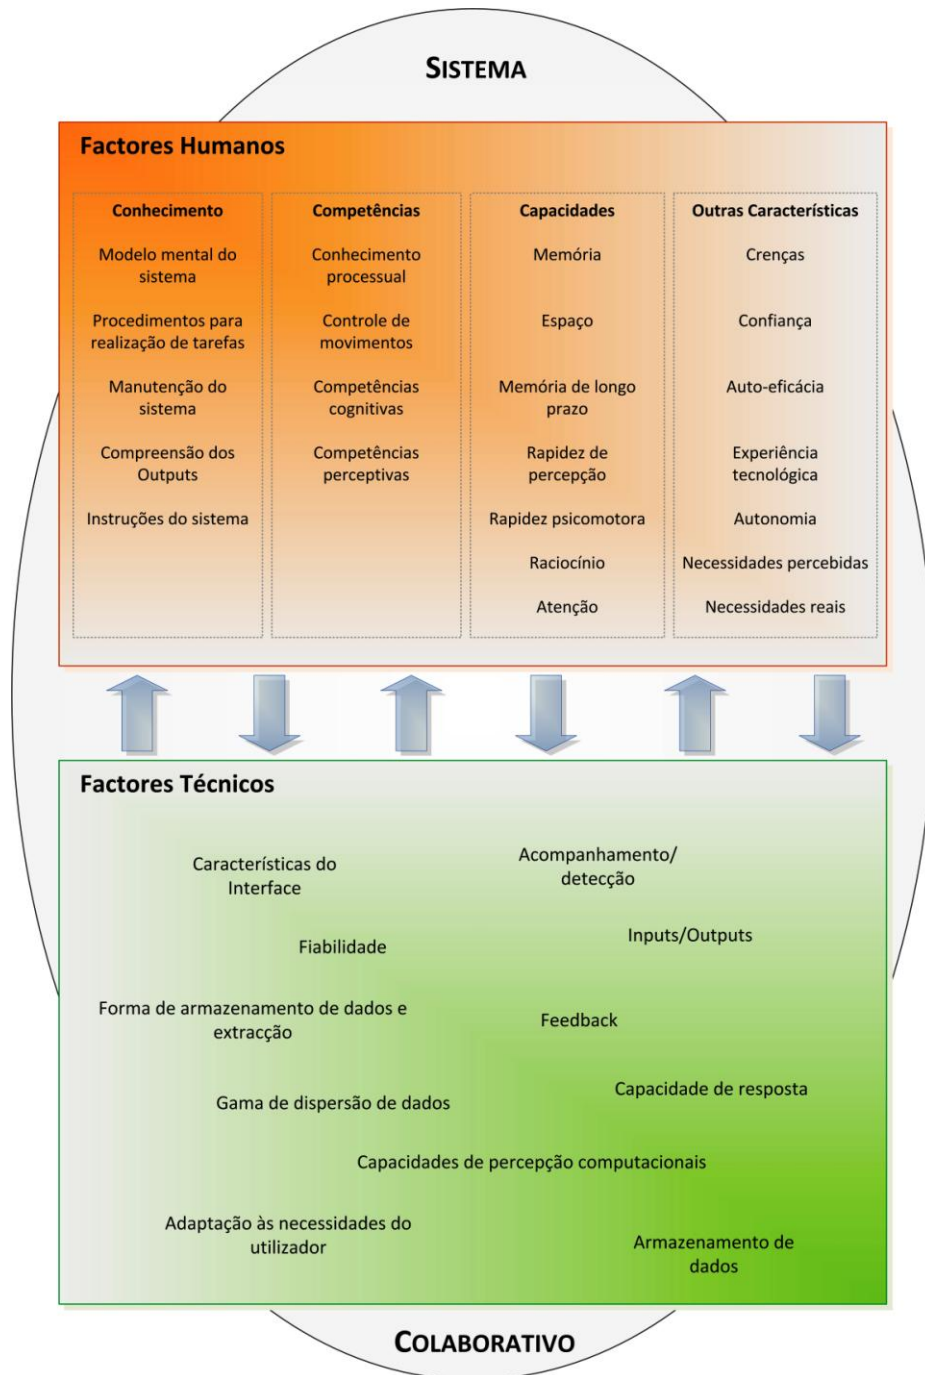 SISTEMA
Factores Humanos
Conhecimento
Modelo mental do
sistema
Procedimentos para
realização de tarefas
Manutenção do
sistema
Compreensão dos
Outputs
Instruções do sistema
Competências
Conhecimento
processual
Controle de
movimentos
Competências
cognitivas
Competências
perceptivas
Capacidades
Memória
Espaço
Memória de longo
prazo
Rapidez de
percepção
Rapidez psicomotora
Raciocínio
Atenção
Outras Características
Crenças
Confiança
Auto-eficácia
Experiência
tecnológica
Autonomia
Necessidades percebidas
Necessidades reais
Factores Técnicos
Características do
Interface
Acompanhamento/
detecção
Fiabilidade
Inputs/Outputs
Forma de armazenamento de dados e
extracção
Feedback
Gama de dispersão de dados
Capacidade de resposta
Capacidades de percepção computacionais
Adaptação às necessidades do
utilizador
Armazenamento de
dados
COLABORATIVO